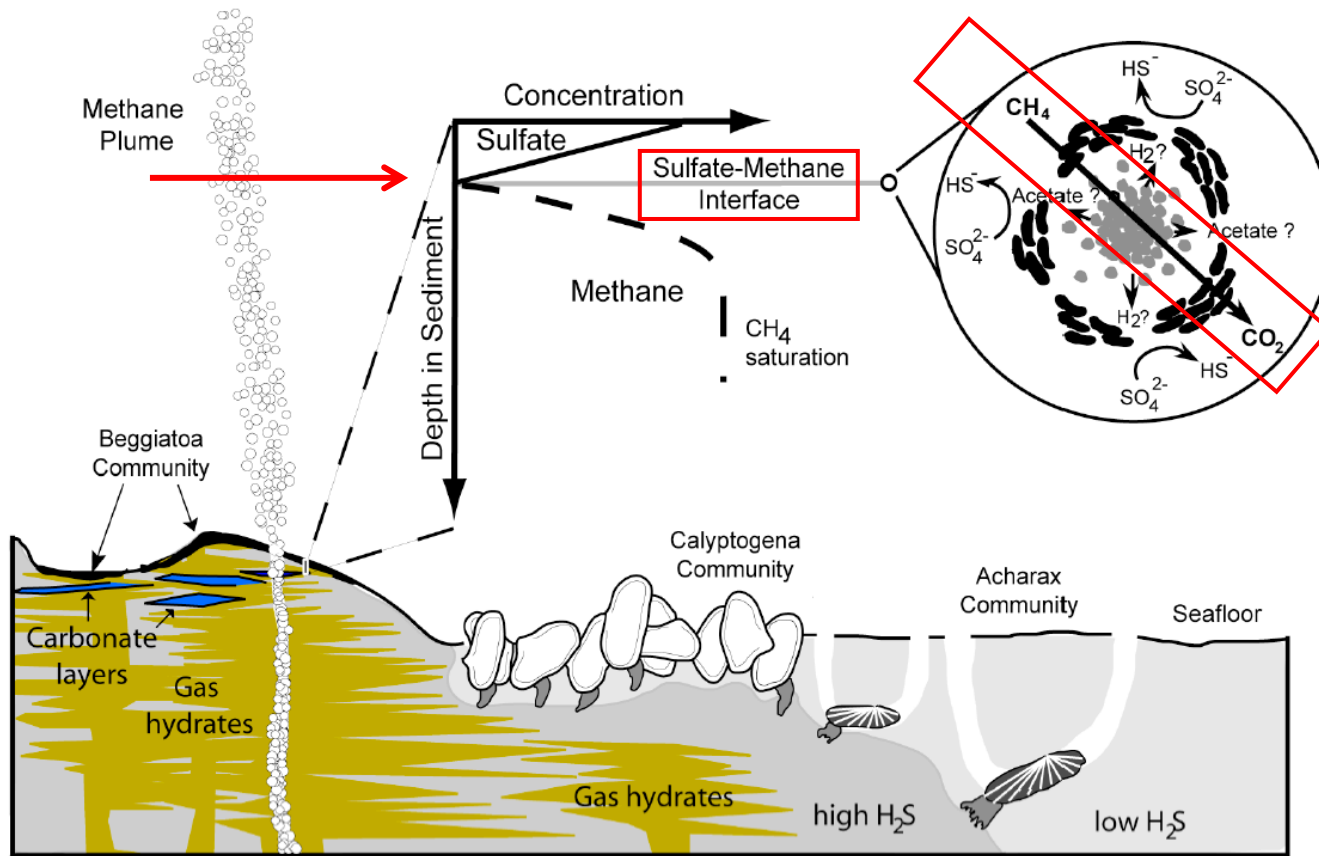 Methane
Plume
Concentration
Sulfate
Sulfate-Methane
Interface
Methane
CH₄
saturation
Depth in Sediment
HS⁻
SO₄²⁻
CH₄
H₂?
HS⁻
Acetate ?
SO₄²⁻
Acetate ?
H₂?
CO₂
HS⁻
SO₄²⁻
Beggiatoa
Community
Calyptogena
Community
Acharax
Community
Seafloor
Carbonate
layers
Gas
hydrates
Gas hydrates
high H₂S
low H₂S